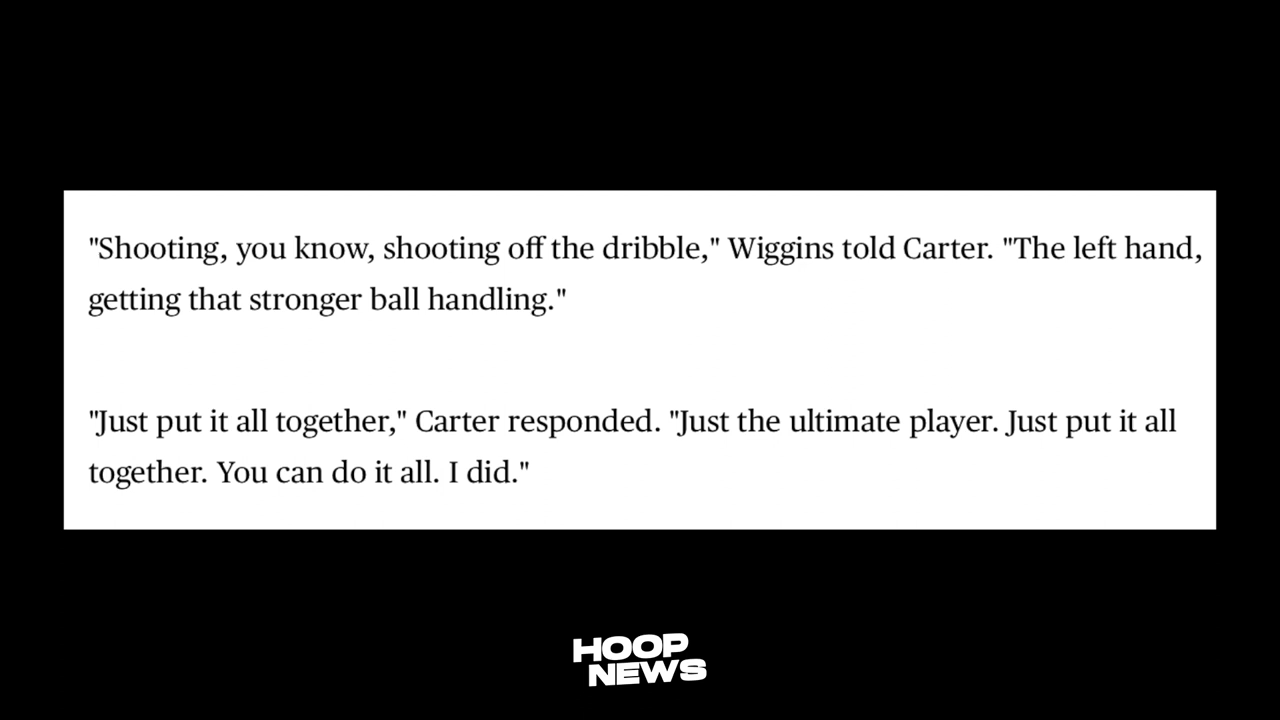 "Shooting, you know, shooting off the dribble," Wiggins told Carter. "The left hand,
getting that stronger ball handling."
"Just put it all together," Carter responded. "Just the ultimate player. Just put it all
together. You can do it all. I did."
HOOP
NEWS